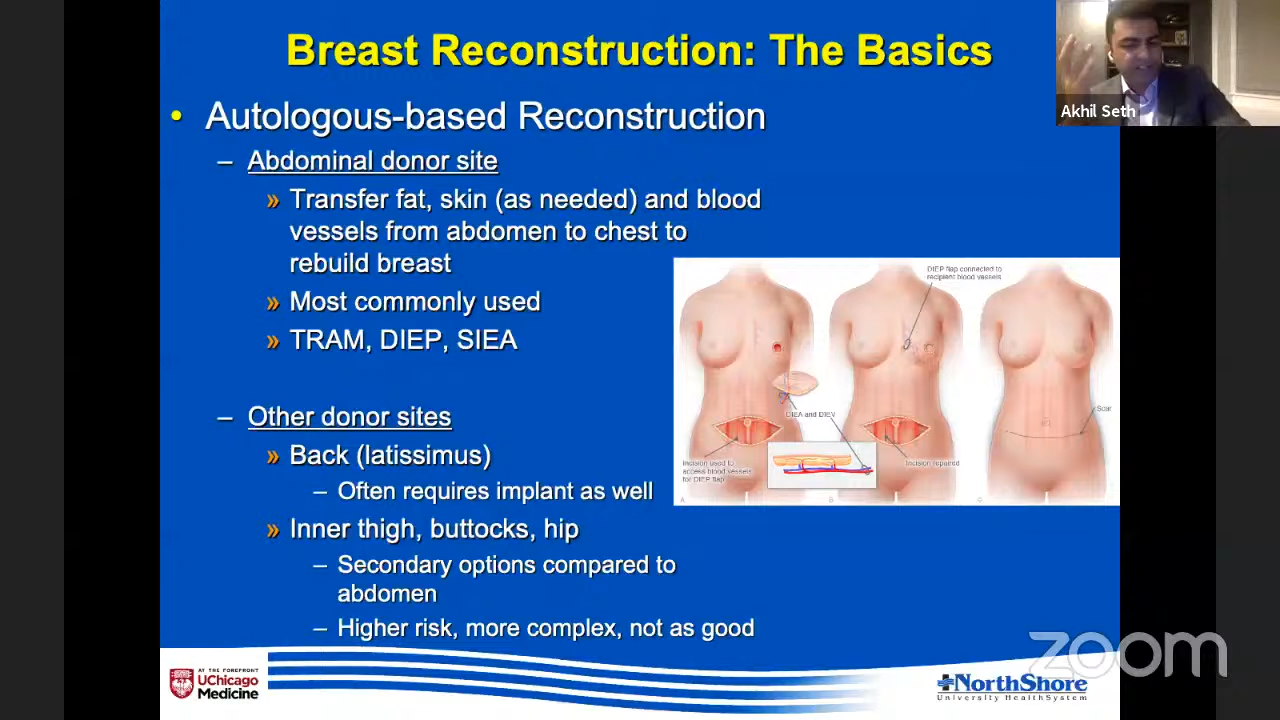 Breast Reconstruction: The Basics
Akhil Seth
• Autologous-based Reconstruction
– Abdominal donor site
» Transfer fat, skin (as needed) and blood
vessels from abdomen to chest to
rebuild breast
» Most commonly used
» TRAM, DIEP, SIEA
– Other donor sites
» Back (latissimus)
– Often requires implant as well
» Inner thigh, buttocks, hip
– Secondary options compared to
abdomen
– Higher risk, more complex, not as good
DIEP flap connected to
recipient blood vessels
DIEA and DIEV
Scar
Incision used to
access blood vessels
for DIEP flap
Incision repaired
A
B
C
zoom
AT THE FOREFRONT
UChicago
Medicine
NorthShore
University HealthSystem